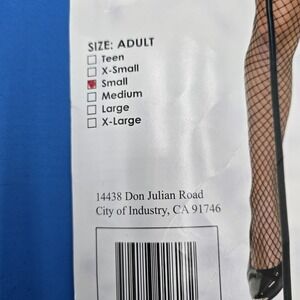 SIZE: ADULT
Teen
X-Small
Small
Medium
Large
X-Large
14438 Don Julian Road
City of Industry, CA 91746